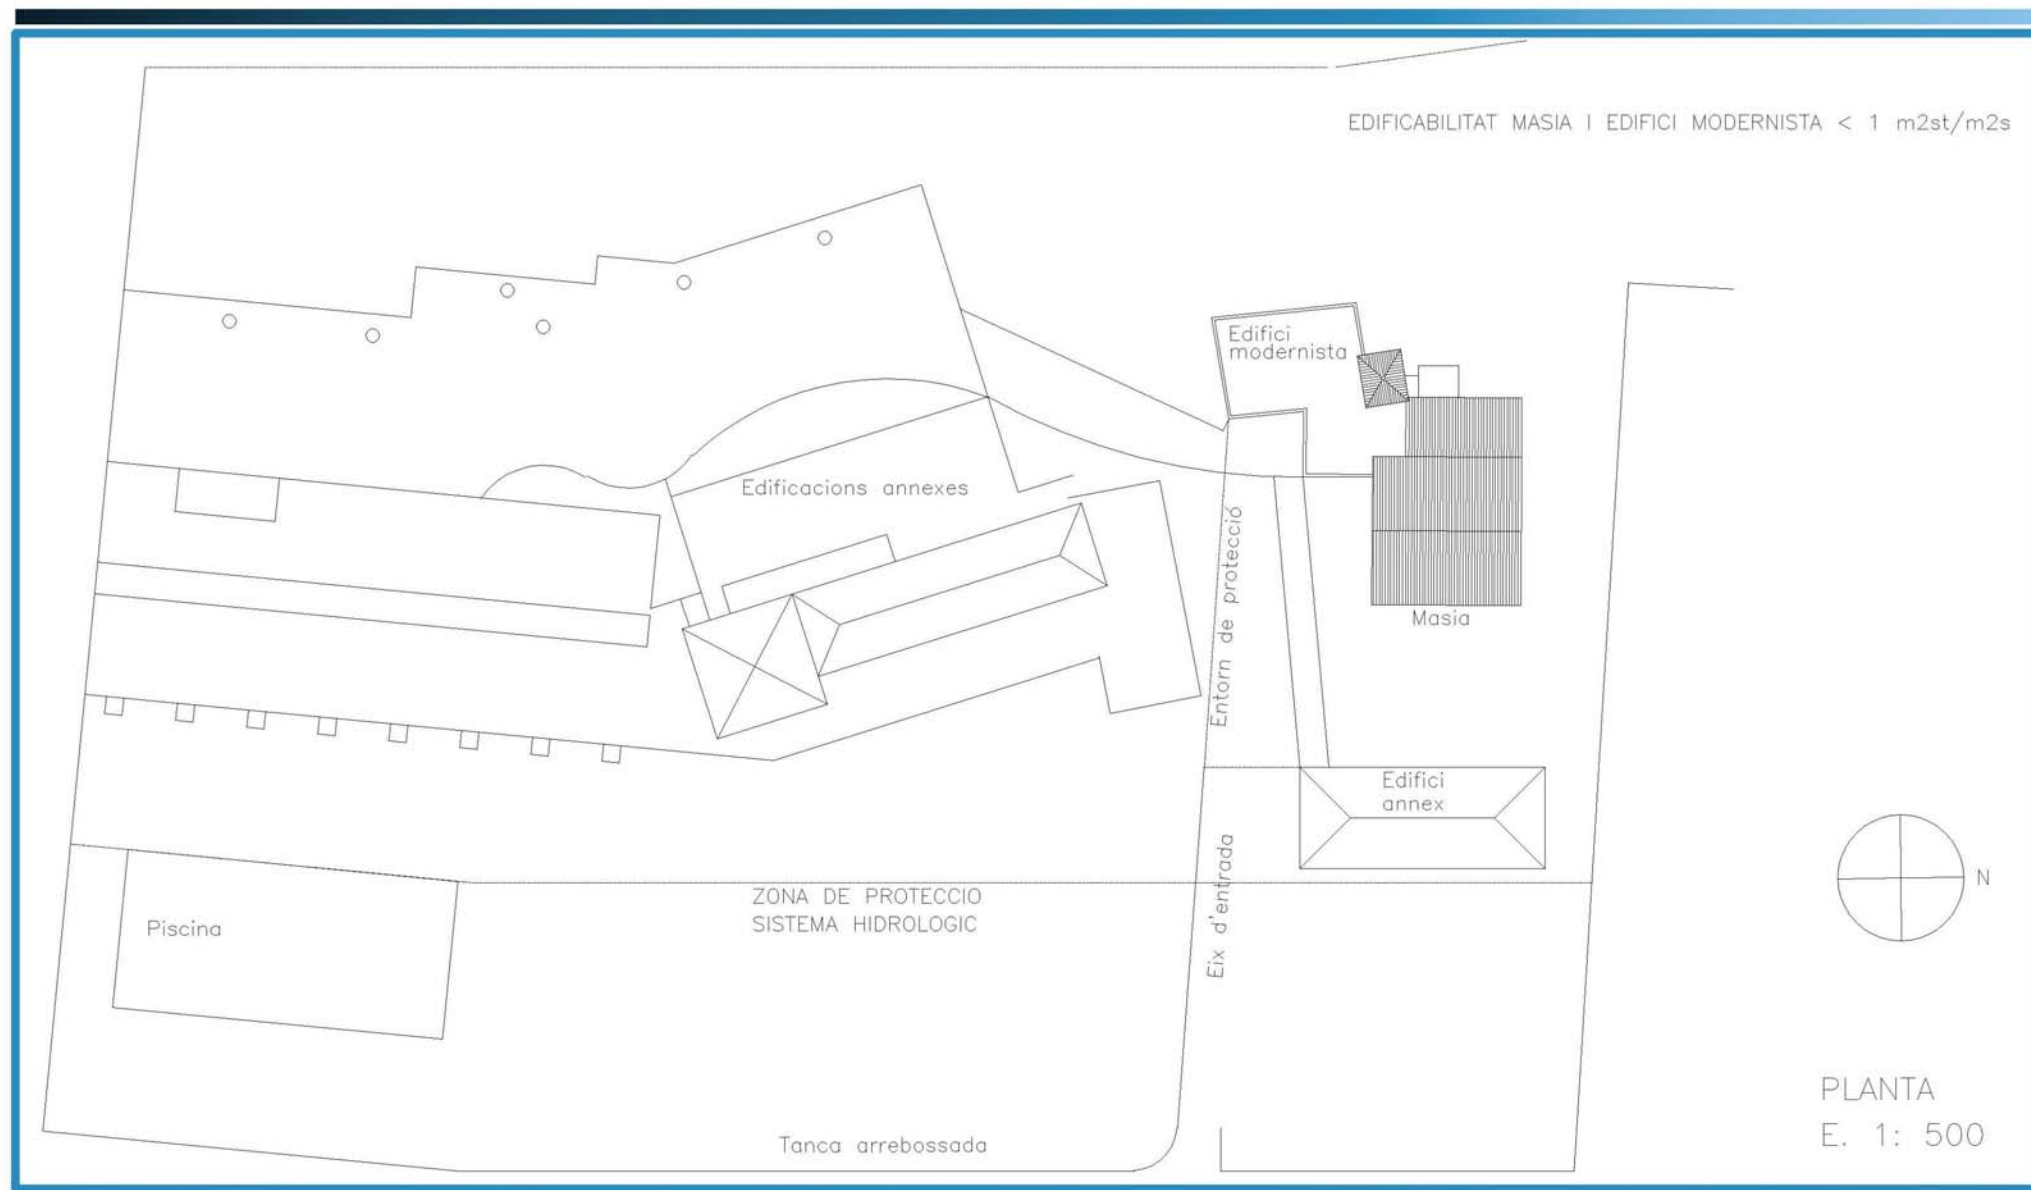 EDIFICABILITAT MASIA I EDIFICI MODERNISTA < 1 m2st/m2s
Edifici
modernista
Edificacions annexes
Entorn de protecció
Masia
Edifici
annex
Eix d'entrada
ZONA DE PROTECCIO
SISTEMA HIDROLOGIC
Piscina
N
Tanca arrebossada
PLANTA
E. 1: 500